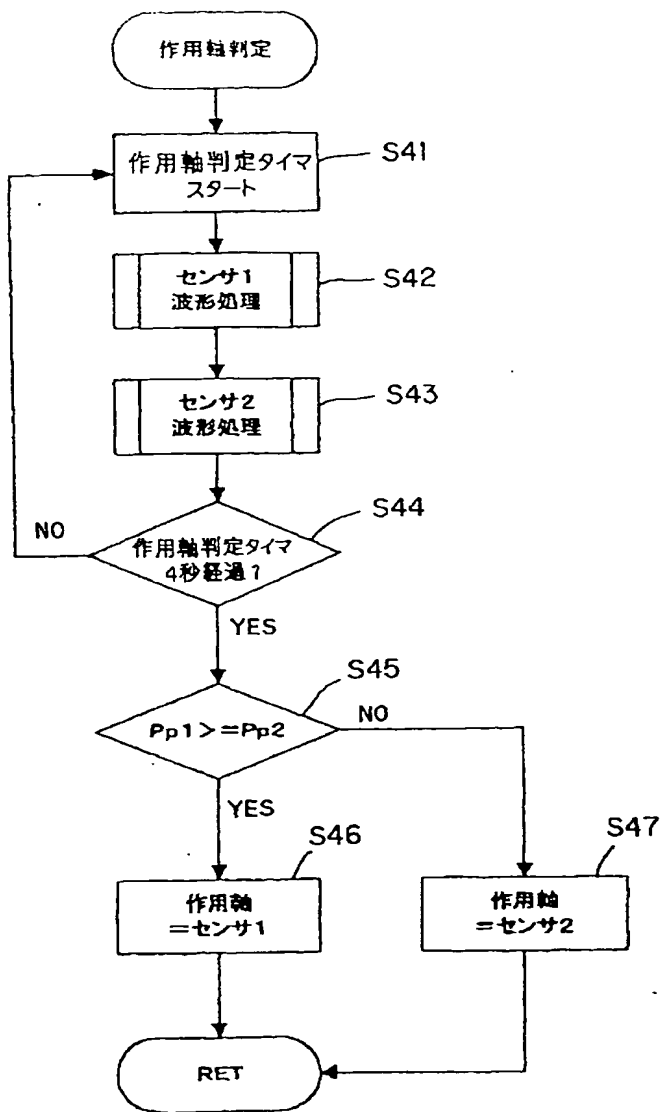 作用軸判定
作用軸判定タイマ
スタート
S41
センサ1
波形処理
S42
センサ2
波形処理
S43
作用軸判定タイマ
4秒経過?
S44
NO
YES
Pp1>=Pp2
S45
NO
YES
作用軸
=センサ1
S46
作用軸
=センサ2
S47
RET